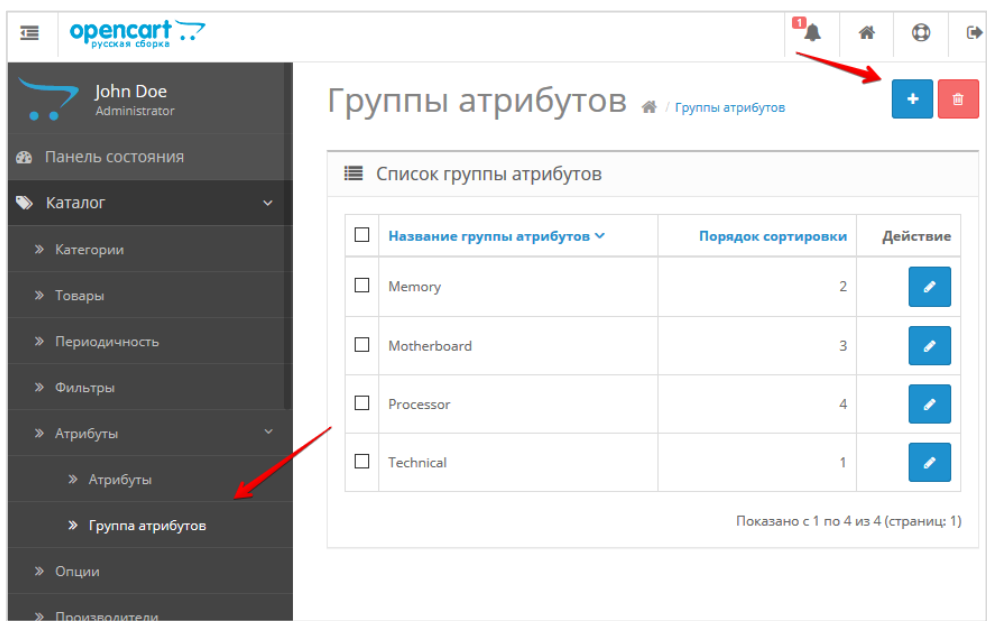 opencart
русская сборка
1
John Doe
Administrator
Панель состояния
Каталог
Категории
Товары
Периодичность
Фильтры
Атрибуты
Атрибуты
Группа атрибутов
Опции
Производители
Группы атрибутов / Группы атрибутов
Список группы атрибутов
Название группы атрибутов Порядок сортировки Действие
Memory 2
Motherboard 3
Processor 4
Technical 1
Показано с 1 по 4 из 4 (страниц: 1)